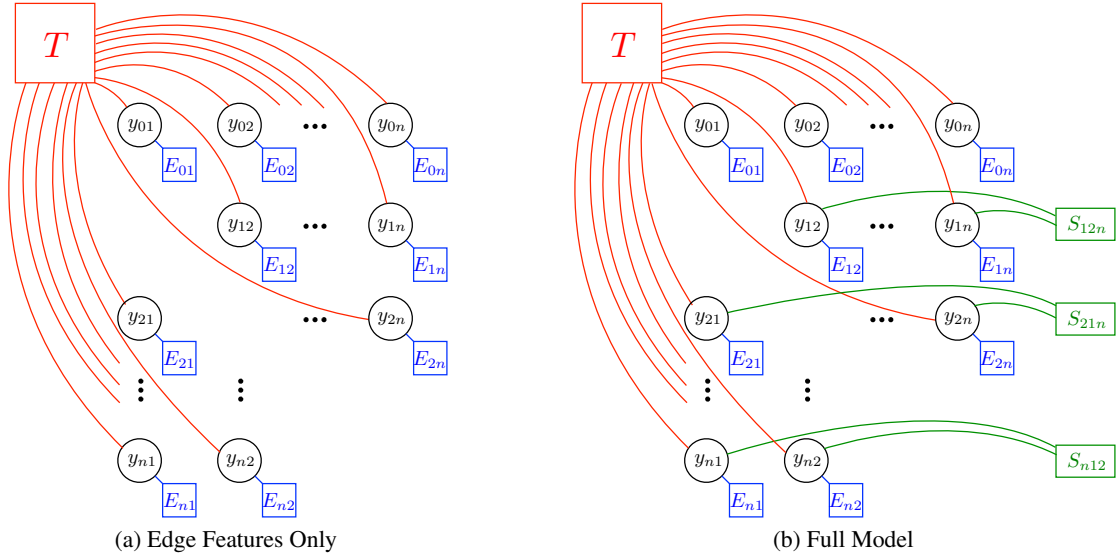 T
y01 y02 ••• y0n
E01 E02 E0n
y12 ••• y1n
E12 E1n
y21 ••• y2n
E21 E2n
yn1 yn2
En1 En2
(a) Edge Features Only
T
y01 y02 ••• y0n
E01 E02 E0n
y12 ••• y1n S12n
E12 E1n
y21 ••• y2n S21n
E21 E2n
yn1 yn2 Sn12
En1 En2
(b) Full Model